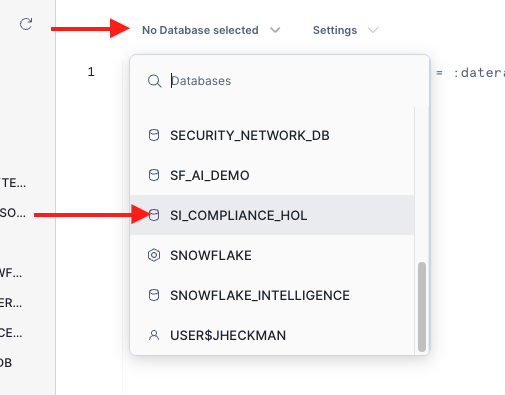 No Database selected
Settings
1
= :datera
Databases
SECURITY_NETWORK_DB
YTE...
SF_AI_DEMO
SO...
SI_COMPLIANCE_HOL
SNOWFLAKE
WF...
SNOWFLAKE_INTELLIGENCE
ER...
CE...
USER$JHECKMAN
DB